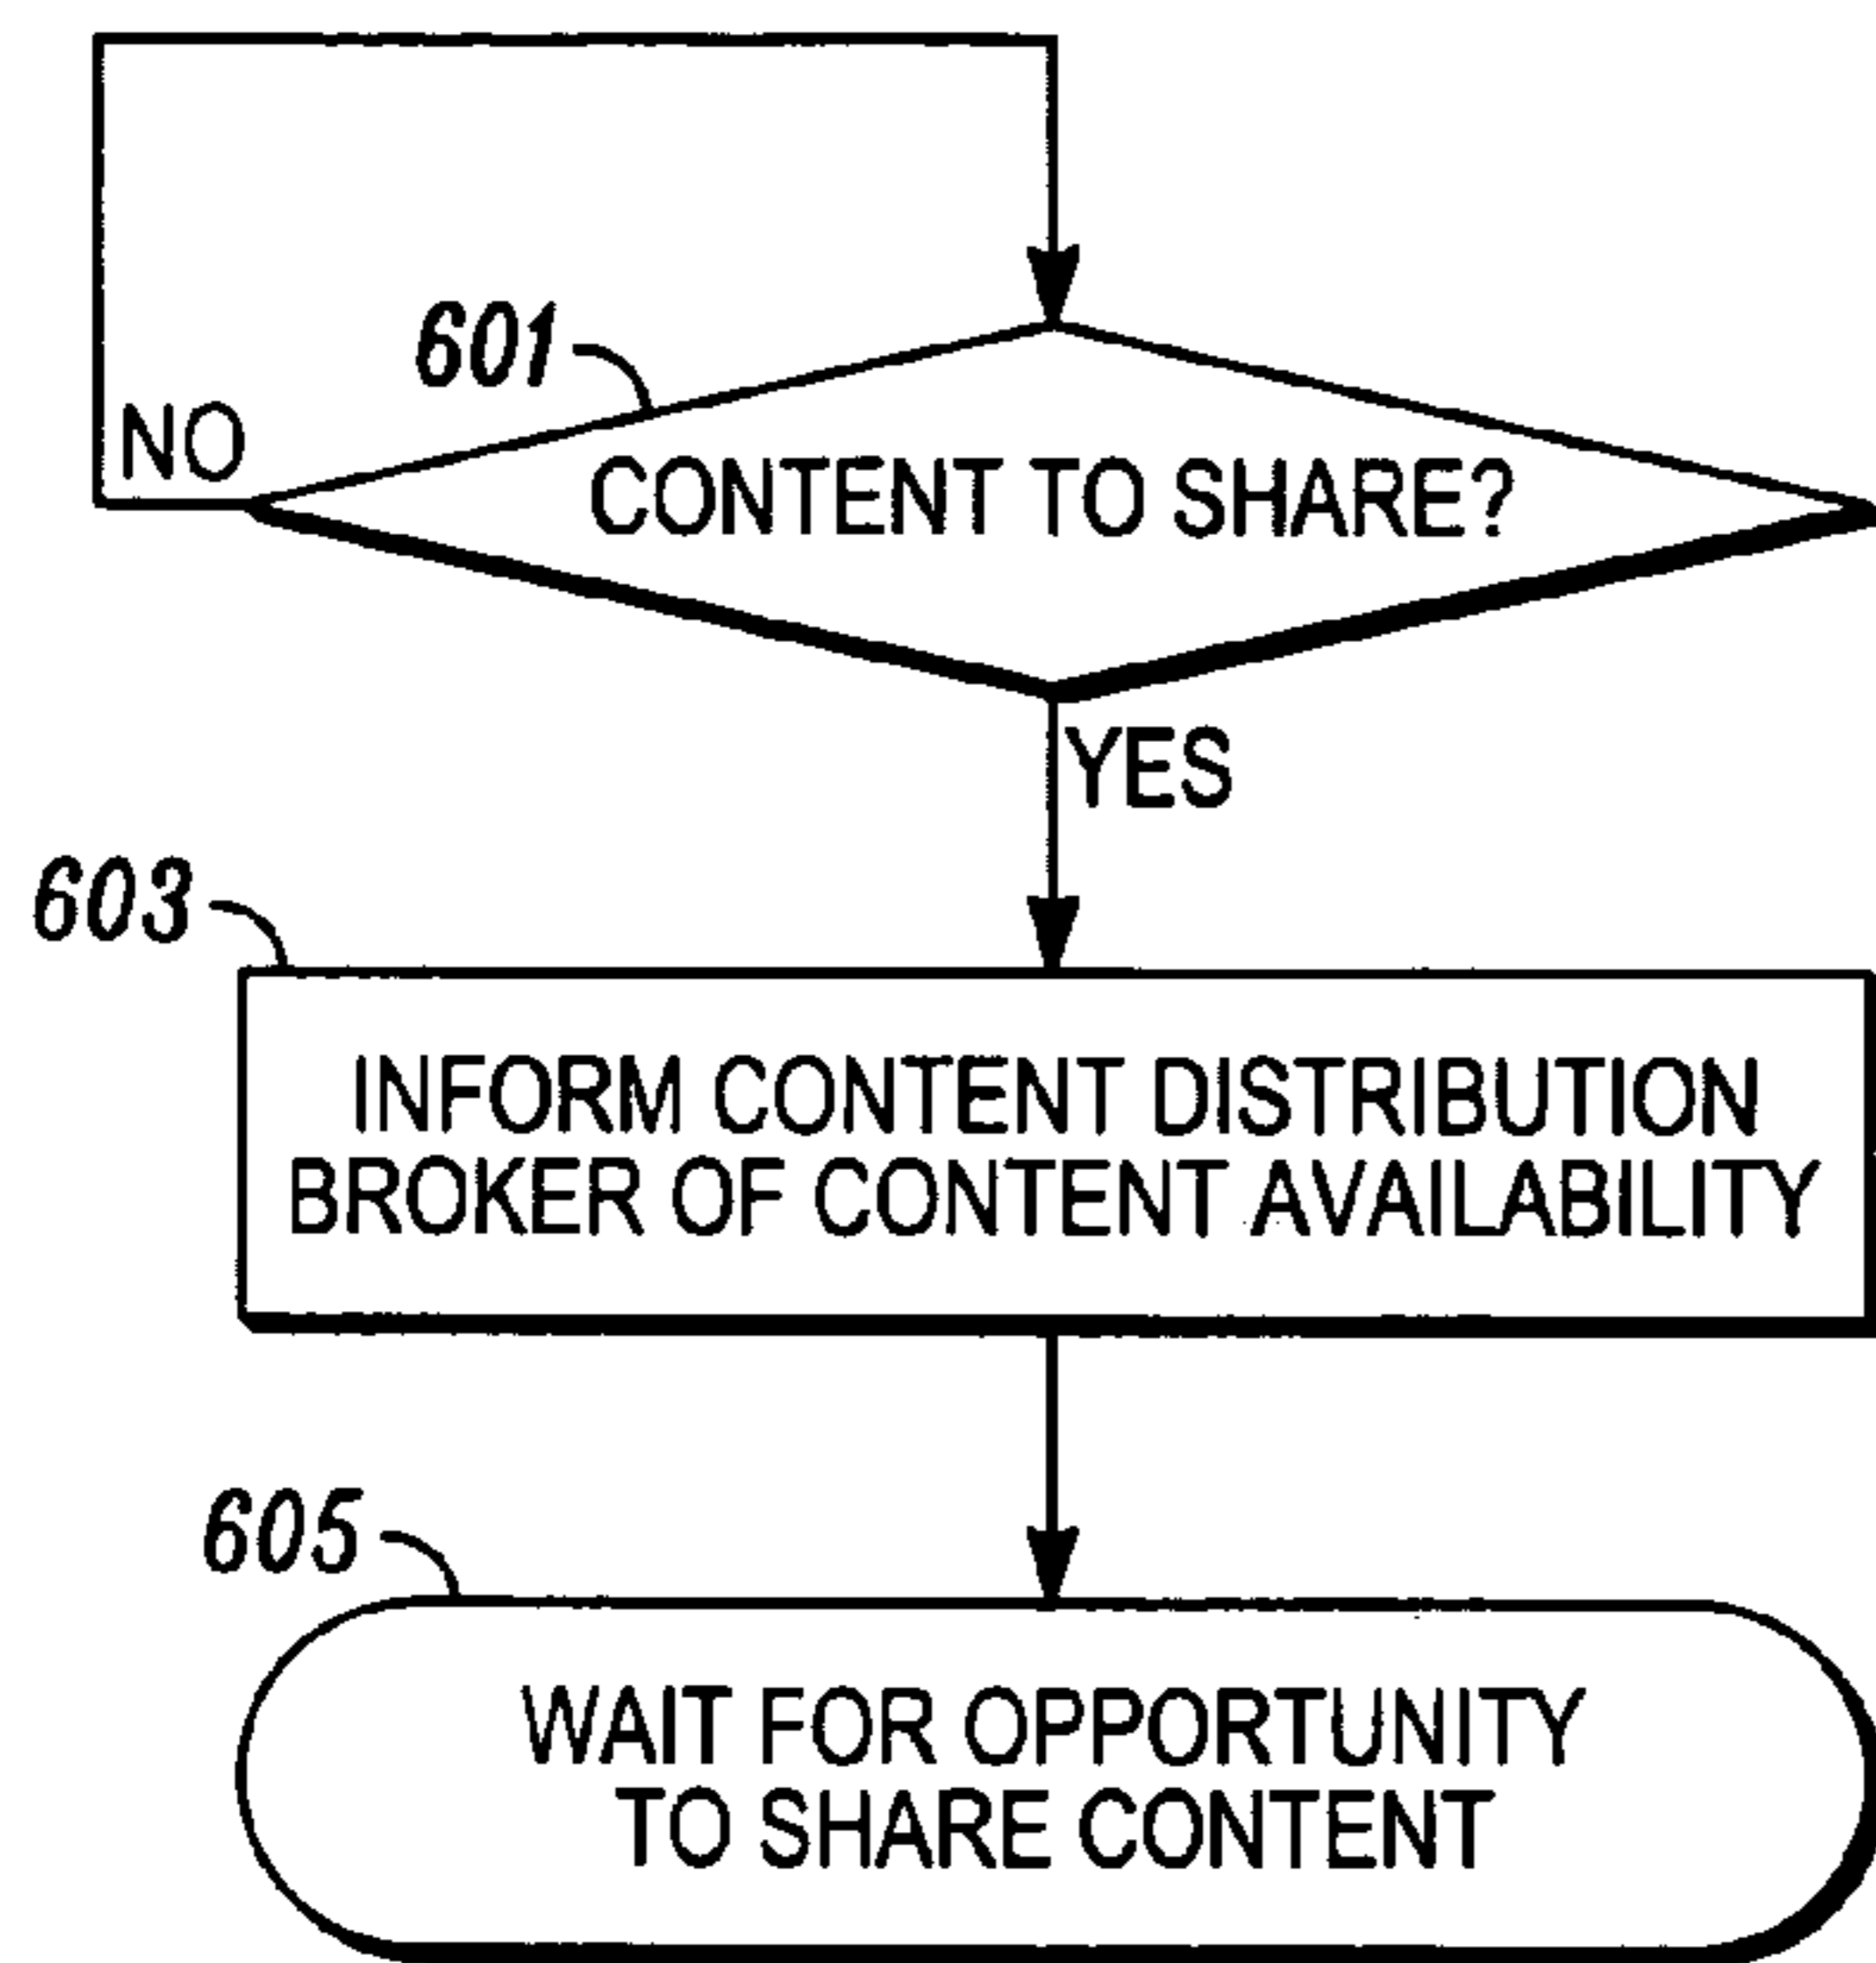 601
NO
CONTENT TO SHARE?
YES
603
INFORM CONTENT DISTRIBUTION
BROKER OF CONTENT AVAILABILITY
605
WAIT FOR OPPORTUNITY
TO SHARE CONTENT